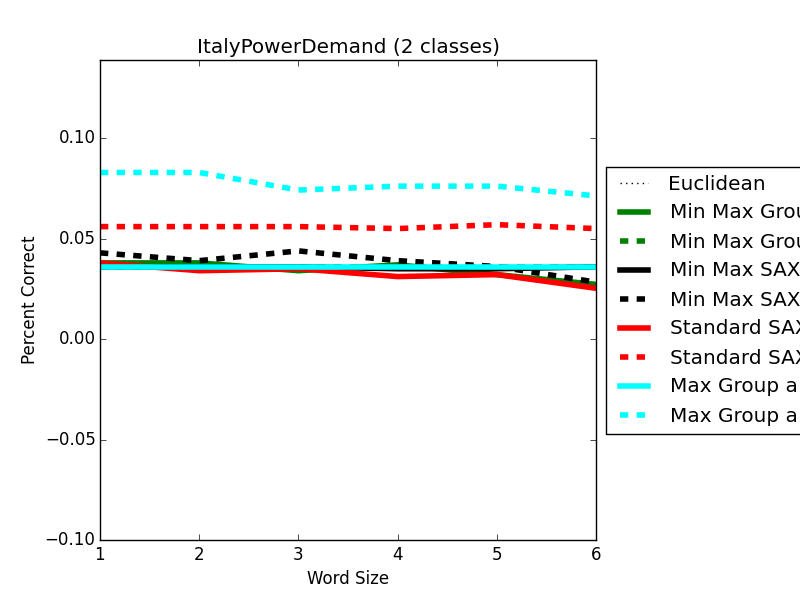 ItalyPowerDemand (2 classes)
Percent Correct
0.10
0.05
0.00
−0.05
−0.10
1 2 3 4 5 6
Word Size
Euclidean
Min Max Grou
Min Max Grou
Min Max SAX
Min Max SAX
Standard SAX
Standard SAX
Max Group a
Max Group a